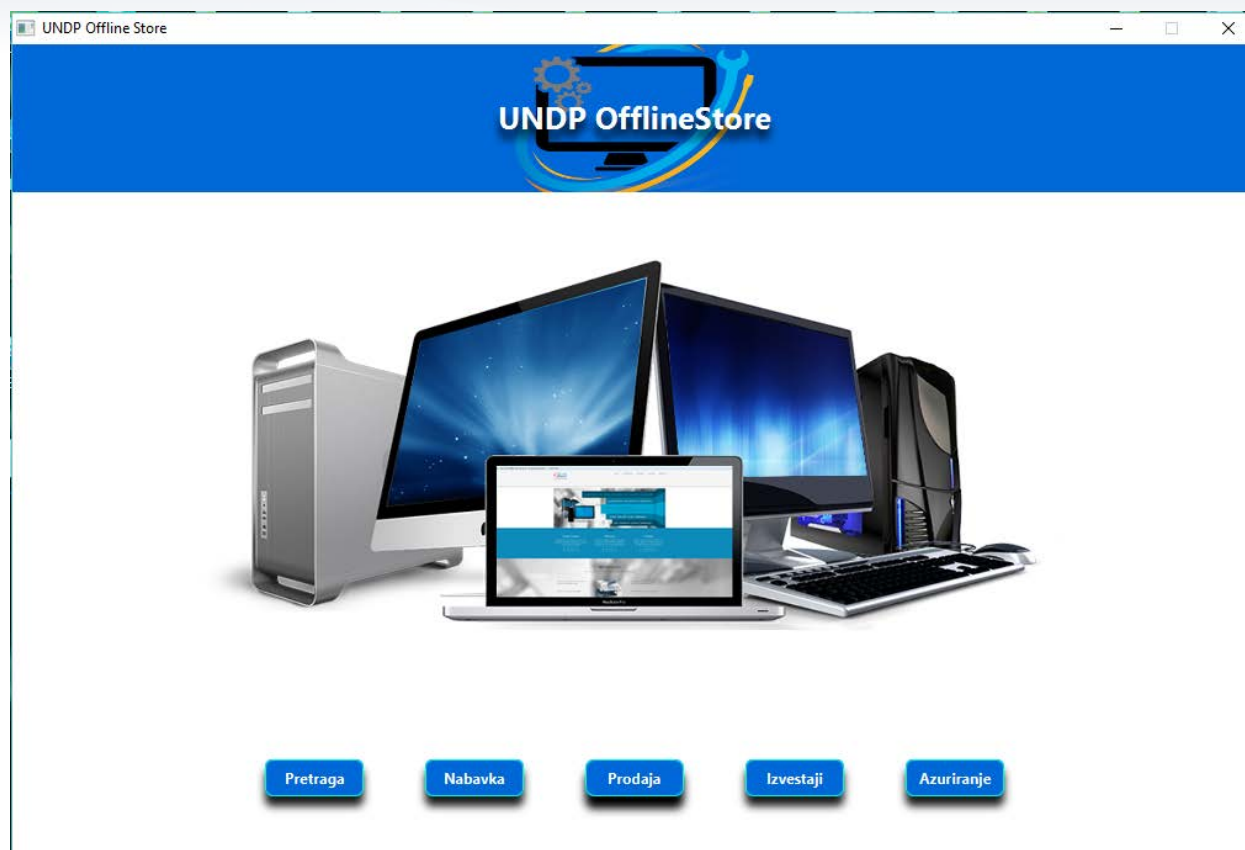 UNDP Offline Store
UNDP OfflineStore
Pretraga
Nabavka
Prodaja
Izvestaji
Azuriranje